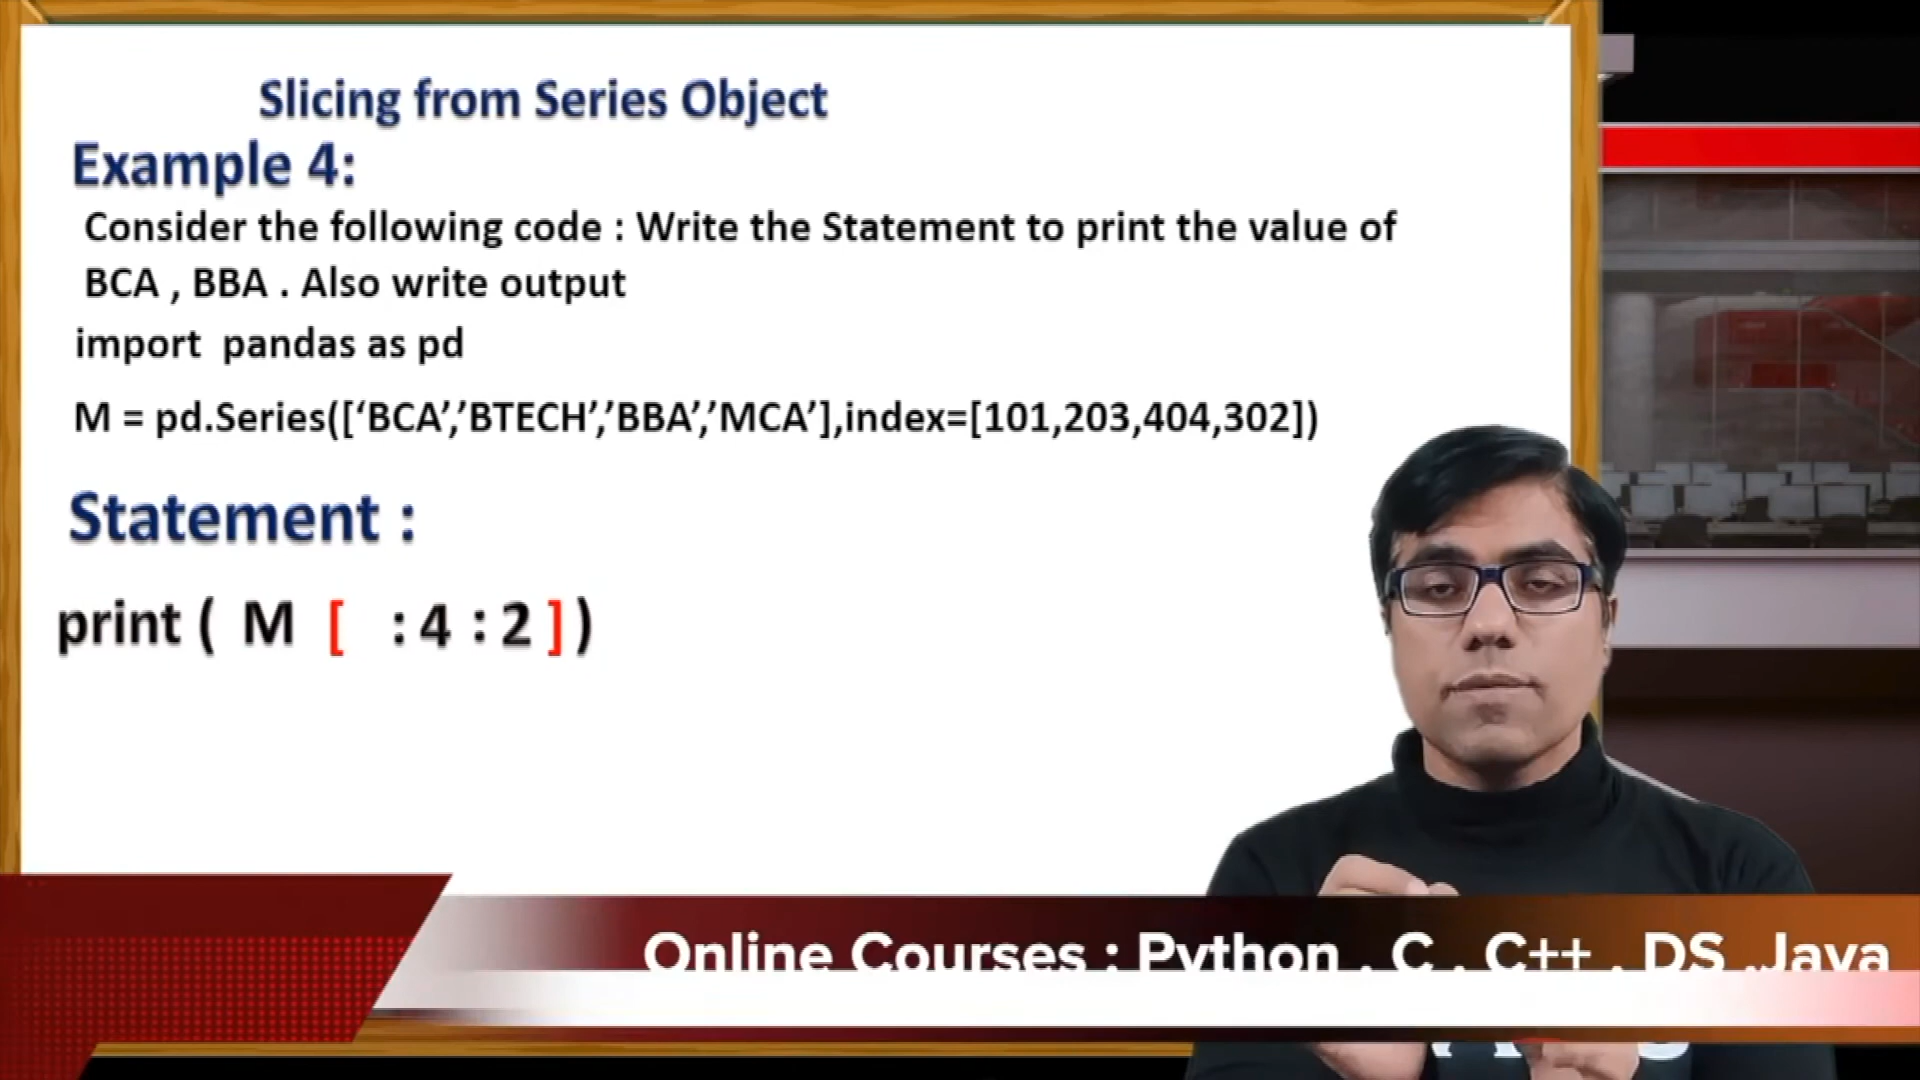 Slicing from Series Object
Example 4:
Consider the following code : Write the Statement to print the value of
BCA , BBA . Also write output
import pandas as pd
M = pd.Series([‘BCA’,’BTECH’,’BBA’,’MCA’],index=[101,203,404,302])
Statement :
print ( M [ : 4 : 2 ] )
Online Courses : Python , C , C++ , DS ,Java